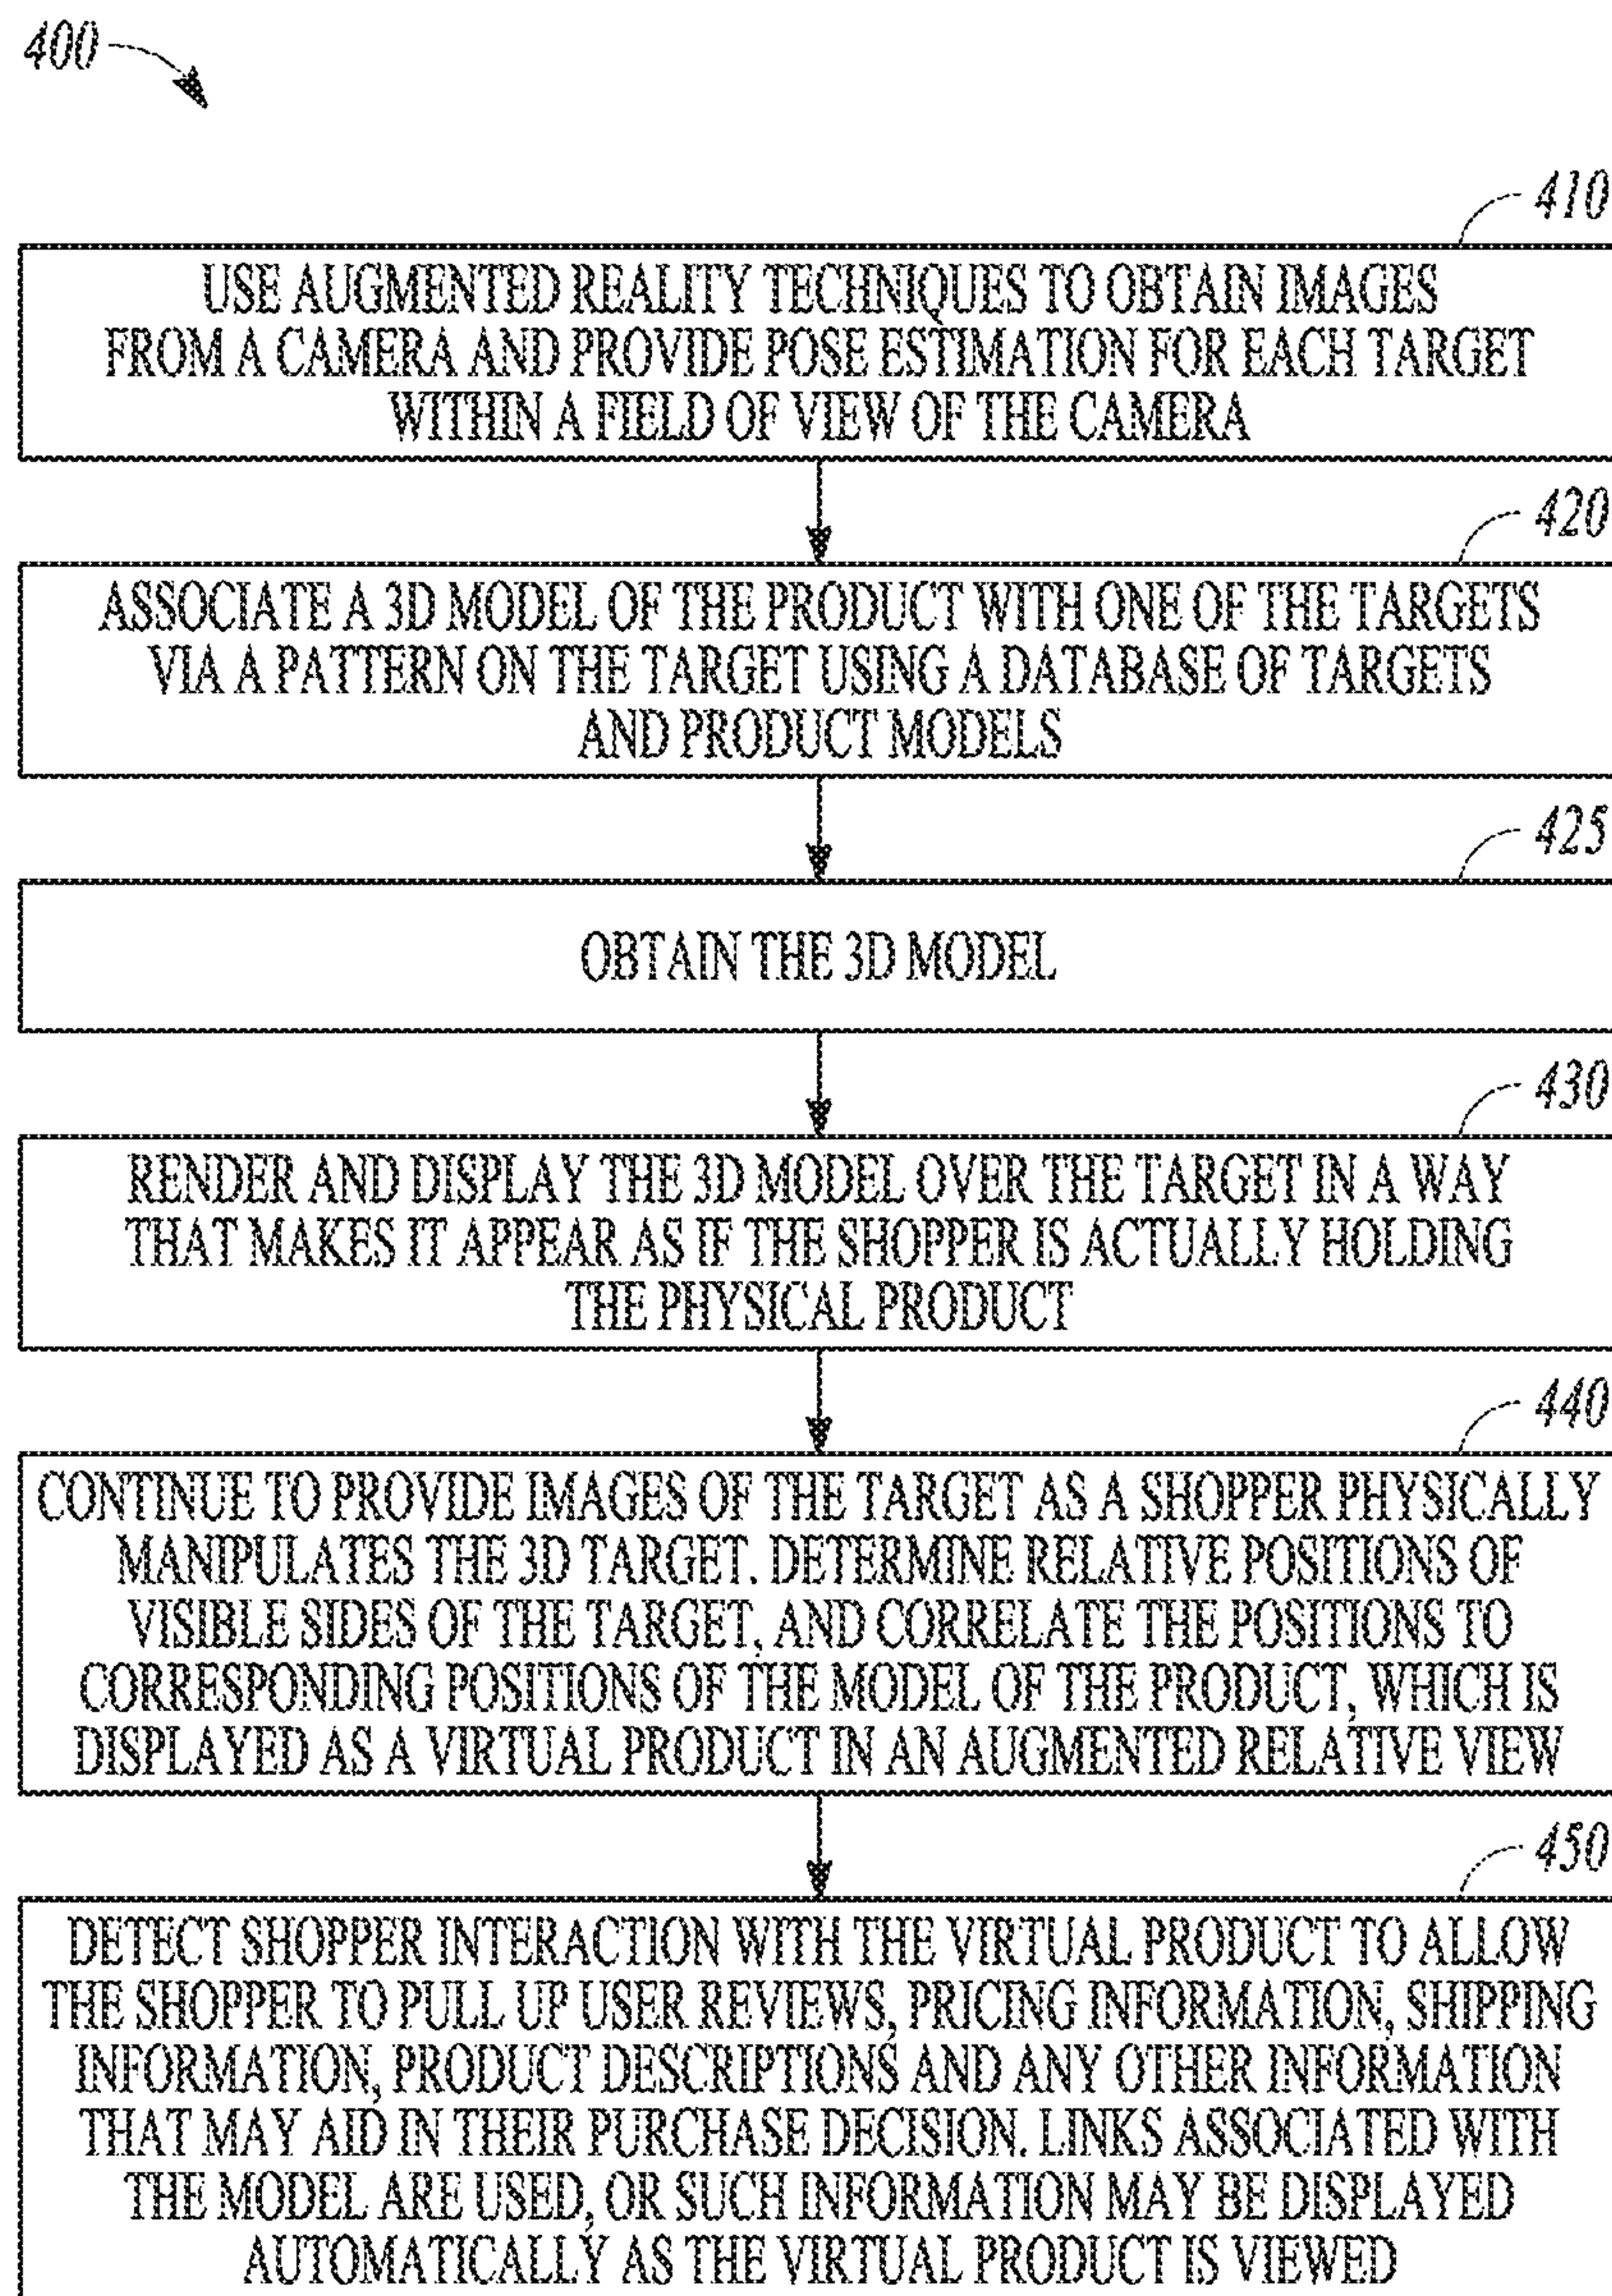 400
410
USE AUGMENTED REALITY TECHNIQUES TO OBTAIN IMAGES
FROM A CAMERA AND PROVIDE POSE ESTIMATION FOR EACH TARGET
WITHIN A FIELD OF VIEW OF THE CAMERA
420
ASSOCIATE A 3D MODEL OF THE PRODUCT WITH ONE OF THE TARGETS
VIA A PATTERN ON THE TARGET USING A DATABASE OF TARGETS
AND PRODUCT MODELS
425
OBTAIN THE 3D MODEL
430
RENDER AND DISPLAY THE 3D MODEL OVER THE TARGET IN A WAY
THAT MAKES IT APPEAR AS IF THE SHOPPER IS ACTUALLY HOLDING
THE PHYSICAL PRODUCT
440
CONTINUE TO PROVIDE IMAGES OF THE TARGET AS A SHOPPER PHYSICALLY
MANIPULATES THE 3D TARGET. DETERMINE RELATIVE POSITIONS OF
VISIBLE SIDES OF THE TARGET, AND CORRELATE THE POSITIONS TO
CORRESPONDING POSITIONS OF THE MODEL OF THE PRODUCT, WHICH IS
DISPLAYED AS A VIRTUAL PRODUCT IN AN AUGMENTED RELATIVE VIEW
450
DETECT SHOPPER INTERACTION WITH THE VIRTUAL PRODUCT TO ALLOW
THE SHOPPER TO PULL UP USER REVIEWS, PRICING INFORMATION, SHIPPING
INFORMATION, PRODUCT DESCRIPTIONS AND ANY OTHER INFORMATION
THAT MAY AID IN THEIR PURCHASE DECISION. LINKS ASSOCIATED WITH
THE MODEL ARE USED, OR SUCH INFORMATION MAY BE DISPLAYED
AUTOMATICALLY AS THE VIRTUAL PRODUCT IS VIEWED